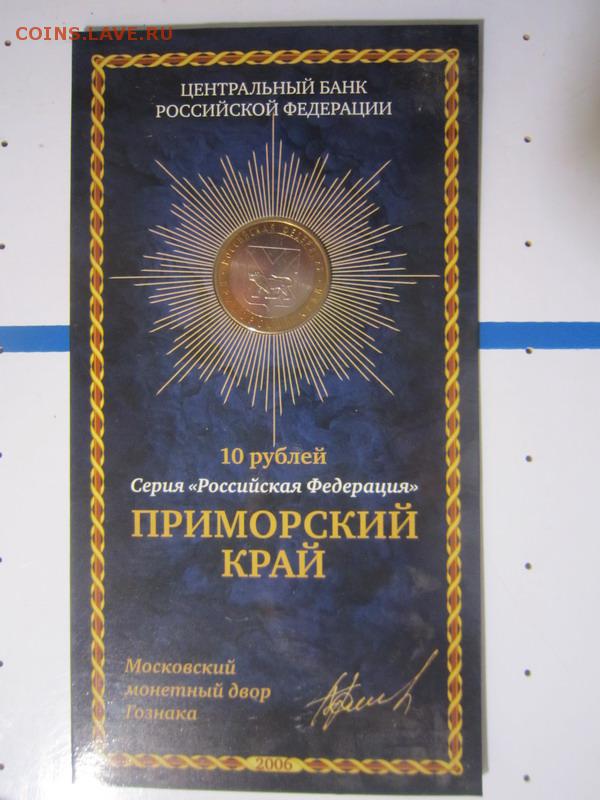 COINS.LAVE.RU
ЦЕНТРАЛЬНЫЙ БАНК
РОССИЙСКОЙ ФЕДЕРАЦИИ
10 рублей
Серия «Российская Федерация»
ПРИМОРСКИЙ
КРАЙ
Московский
монетный двор
Гознака
2006